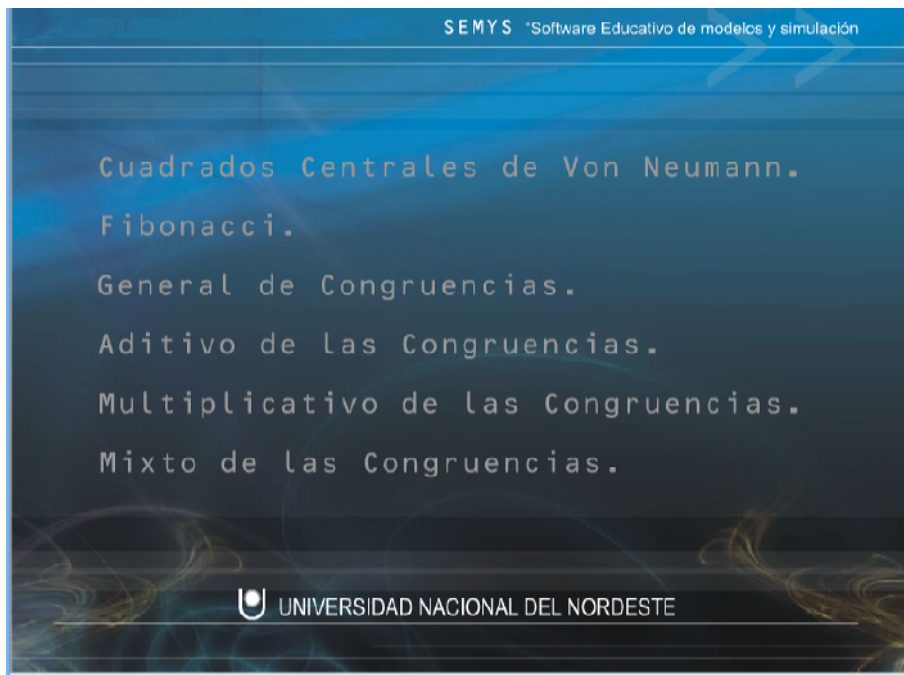 SEMYS "Software Educativo de modelos y simulación
Cuadrados Centrales de Von Neumann.
Fibonacci.
General de Congruencias.
Aditivo de las Congruencias.
Multiplicativo de las Congruencias.
Mixto de las Congruencias.
UNIVERSIDAD NACIONAL DEL NORDESTE